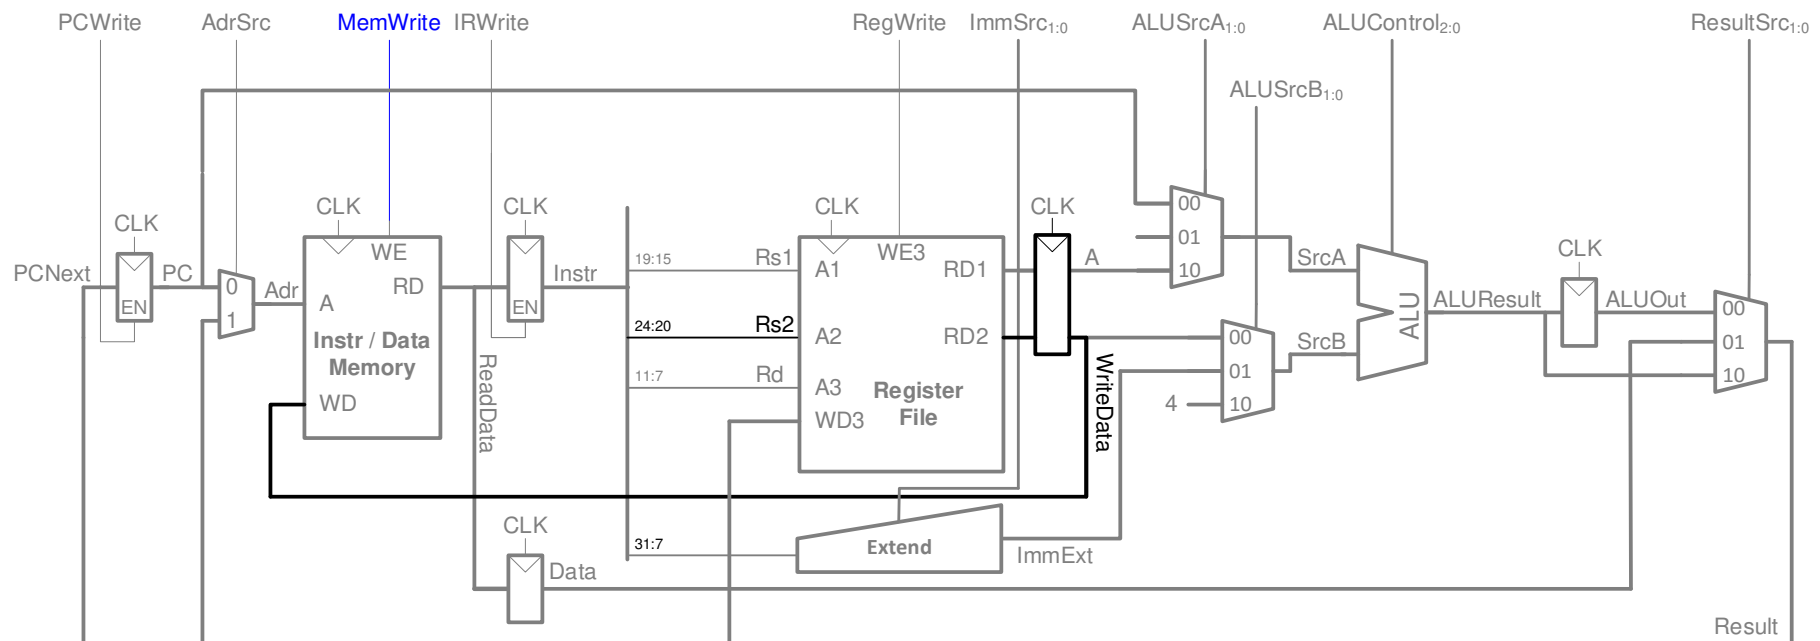 PCWrite
AdrSrc
MemWrite
IRWrite
RegWrite
ImmSrc1:0
ALUSrcA1:0
ALUControl2:0
ResultSrc1:0
ALUSrcB1:0
CLK
CLK
CLK
CLK
CLK
CLK
PCNext
PC
EN
0
1
Adr
WE
RD
A
Instr / Data
Memory
WD
EN
Instr
ReadData
19:15
Rs1
24:20
Rs2
11:7
Rd
A1
A2
A3
WD3
WE3
RD1
RD2
Register
File
A
WriteData
00
01
10
00
01
10
4
SrcA
SrcB
ALU
ALUResult
ALUOut
00
01
10
31:7
Extend
ImmExt
CLK
Data
Result